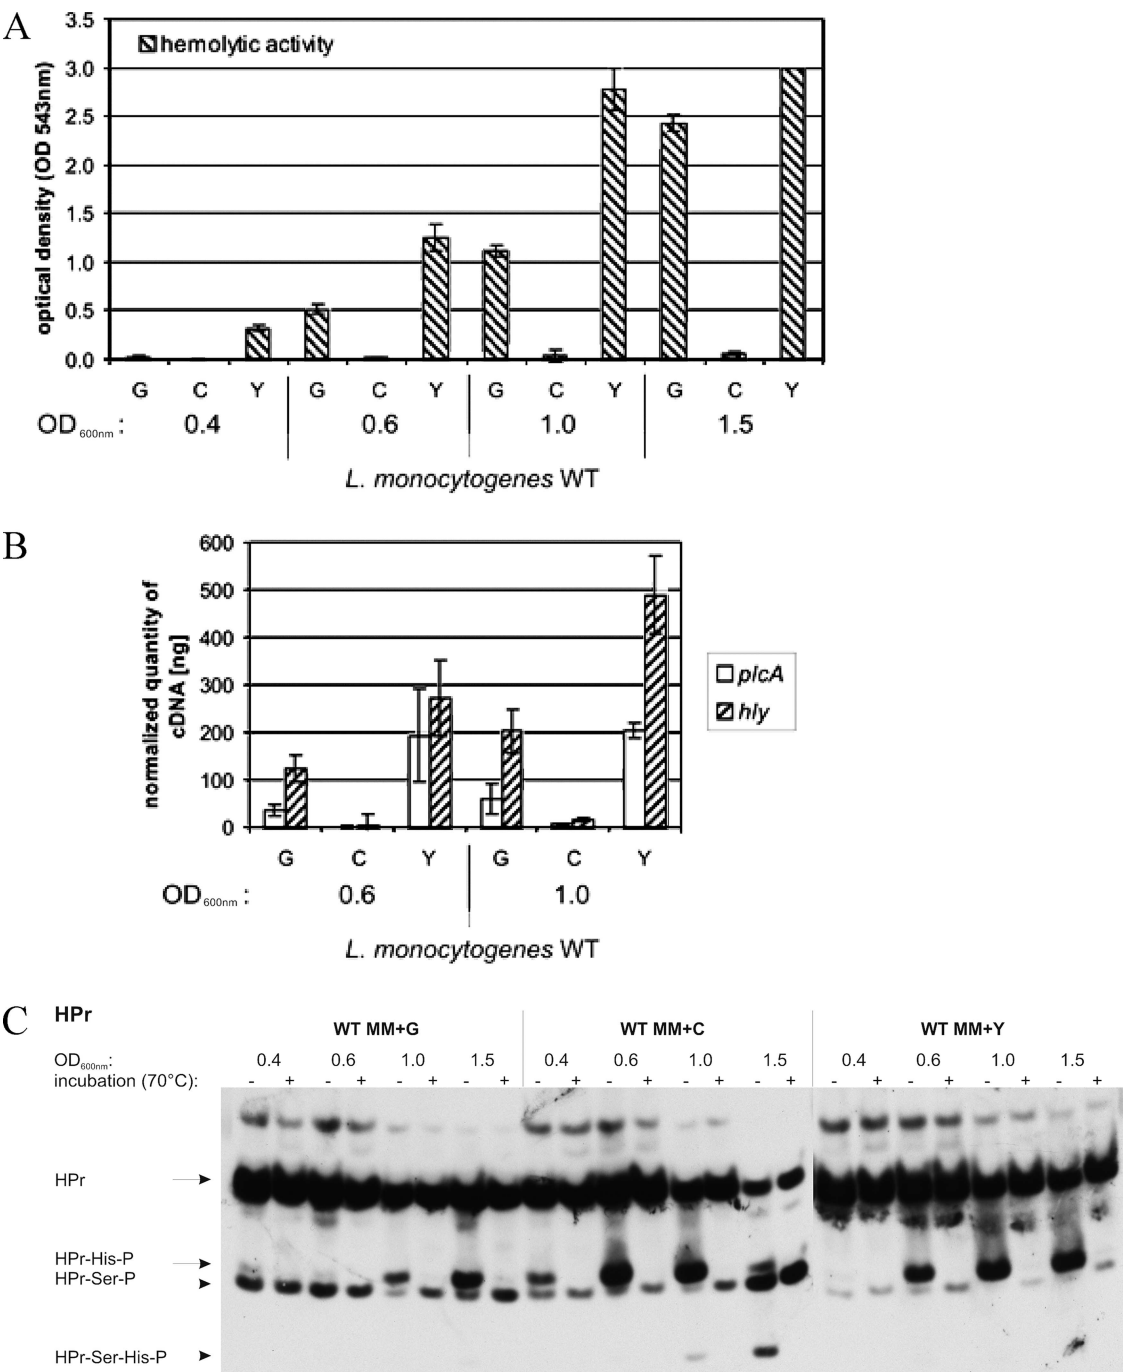 A
3.5
3.0
2.5
2.0
1.5
1.0
0.5
0.0
optical density (OD 543nm)
hemolytic activity
G C Y G C Y G C Y G C Y
OD 600nm : 0.4 0.6 1.0 1.5
L. monocytogenes WT
B
600
500
400
300
200
100
0
normalized quantity of
cDNA [ng]
plcA
hly
G C Y G C Y
OD 600nm : 0.6 1.0
L. monocytogenes WT
C HPr
WT MM+G WT MM+C WT MM+Y
OD600nm: 0.4 0.6 1.0 1.5 0.4 0.6 1.0 1.5 0.4 0.6 1.0 1.5
incubation (70°C): - + - + - + - + - + - + - + - + - + - + - + - +
HPr
HPr-His-P
HPr-Ser-P
HPr-Ser-His-P